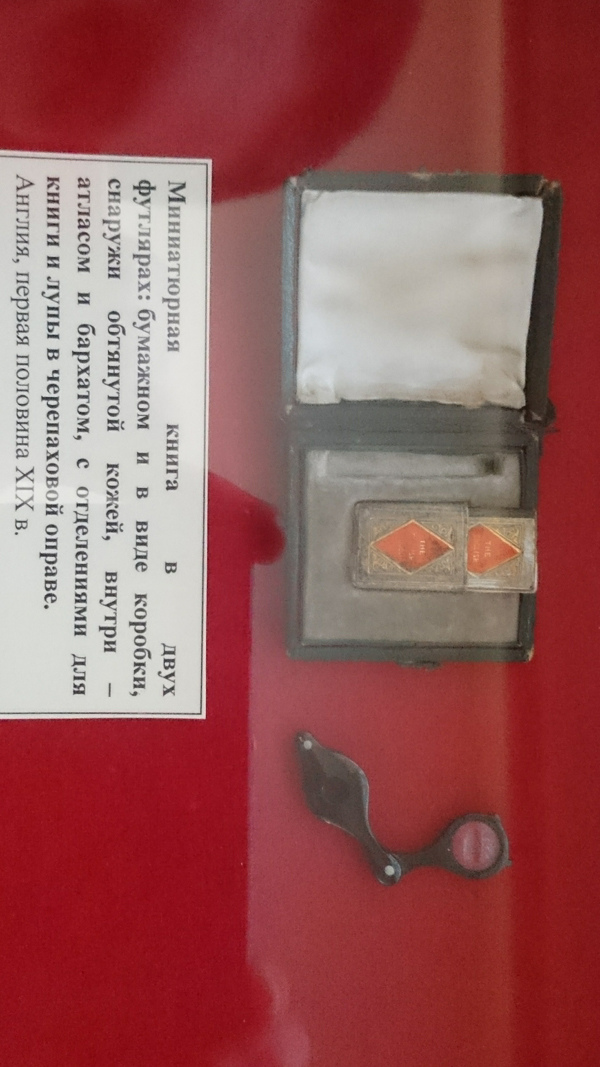 Миниатюрная книга в двух
футлярах: бумажном и в виде коробки,
снаружи обтянутой кожей, внутри –
атласом и бархатом, с отделениями для
книги и лупы в черепаховой оправе.
Англия, первая половина XIX в.